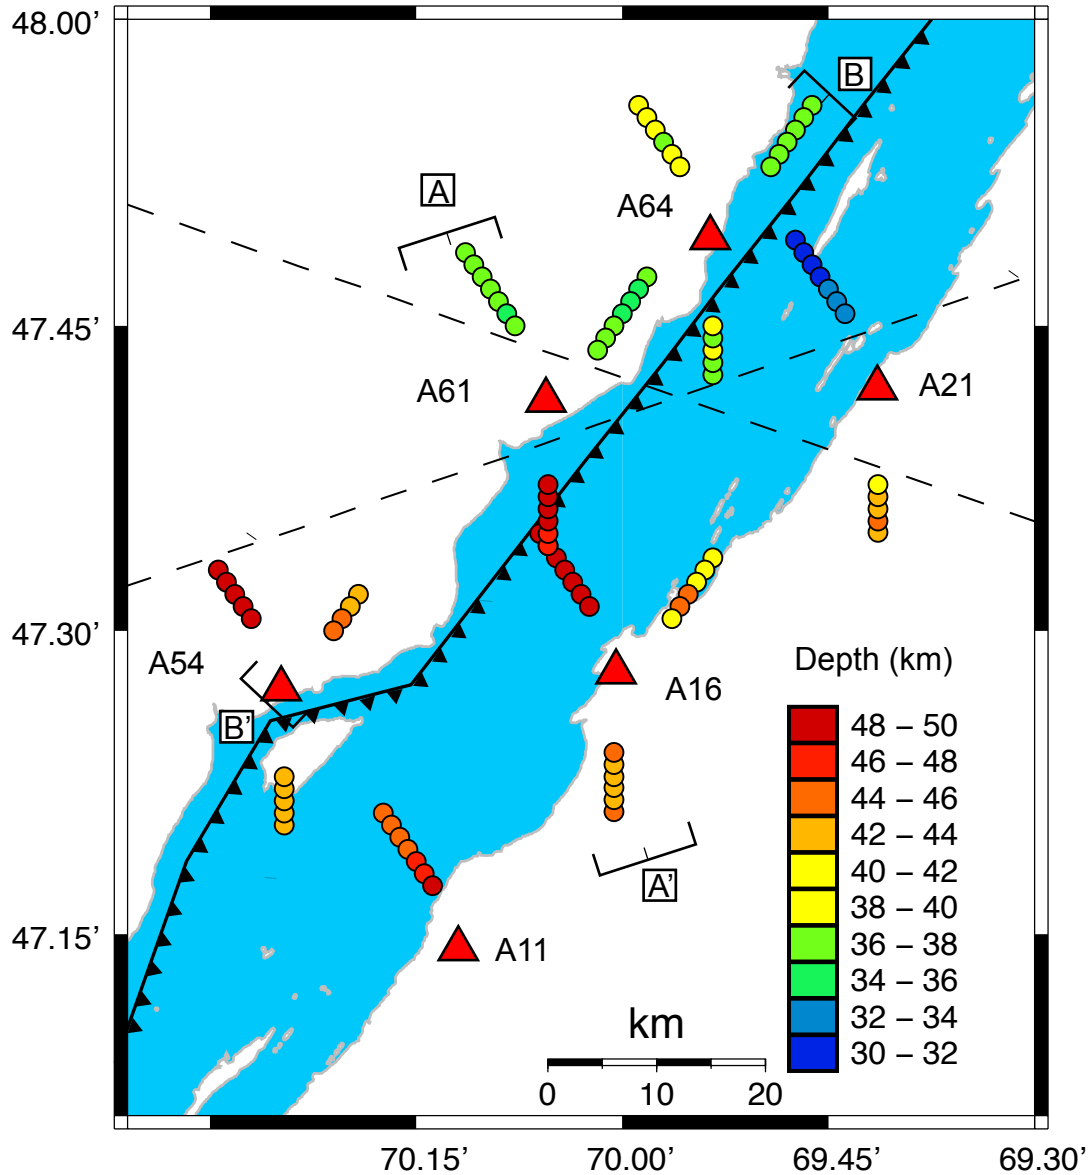 48.00’
B
A
A64
47.45’
A61
A21
47.30’
A54
Depth (km)
A16
B’
48 – 50
46 – 48
44 – 46
42 – 44
40 – 42
38 – 40
36 – 38
34 – 36
32 – 34
30 – 32
A’
47.15’
A11
km
0 10 20
70.15’ 70.00’ 69.45’ 69.30’